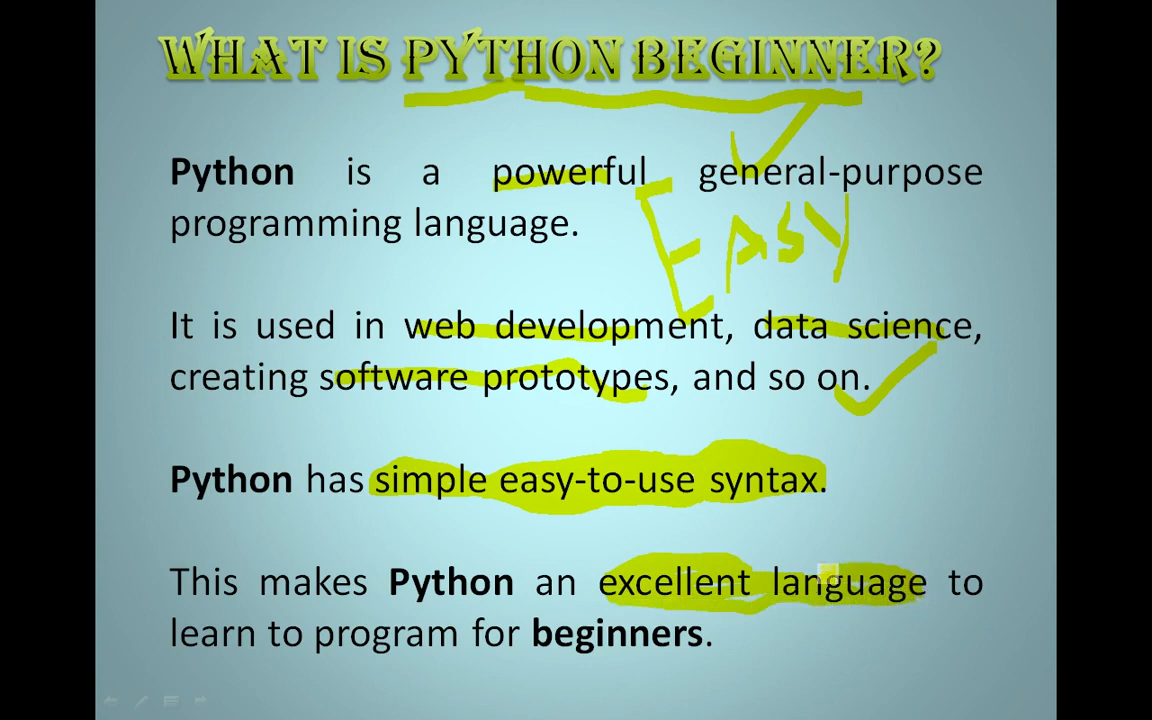 WHAT IS PYTHON BEGINNER?
Python is a powerful general-purpose
programming language.
EASY
It is used in web development, data science,
creating software prototypes, and so on.
Python has simple easy-to-use syntax.
This makes Python an excellent language to
learn to program for beginners.